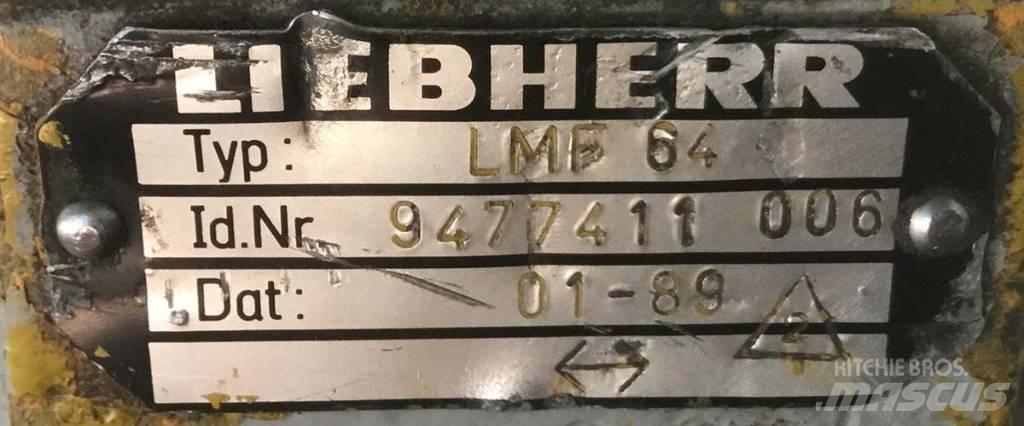 LIEBHERR
Typ: LMF 64
Id.Nr 9477411 006
Dat: 01-89
2
RITCHIE BROS.
MASCUS